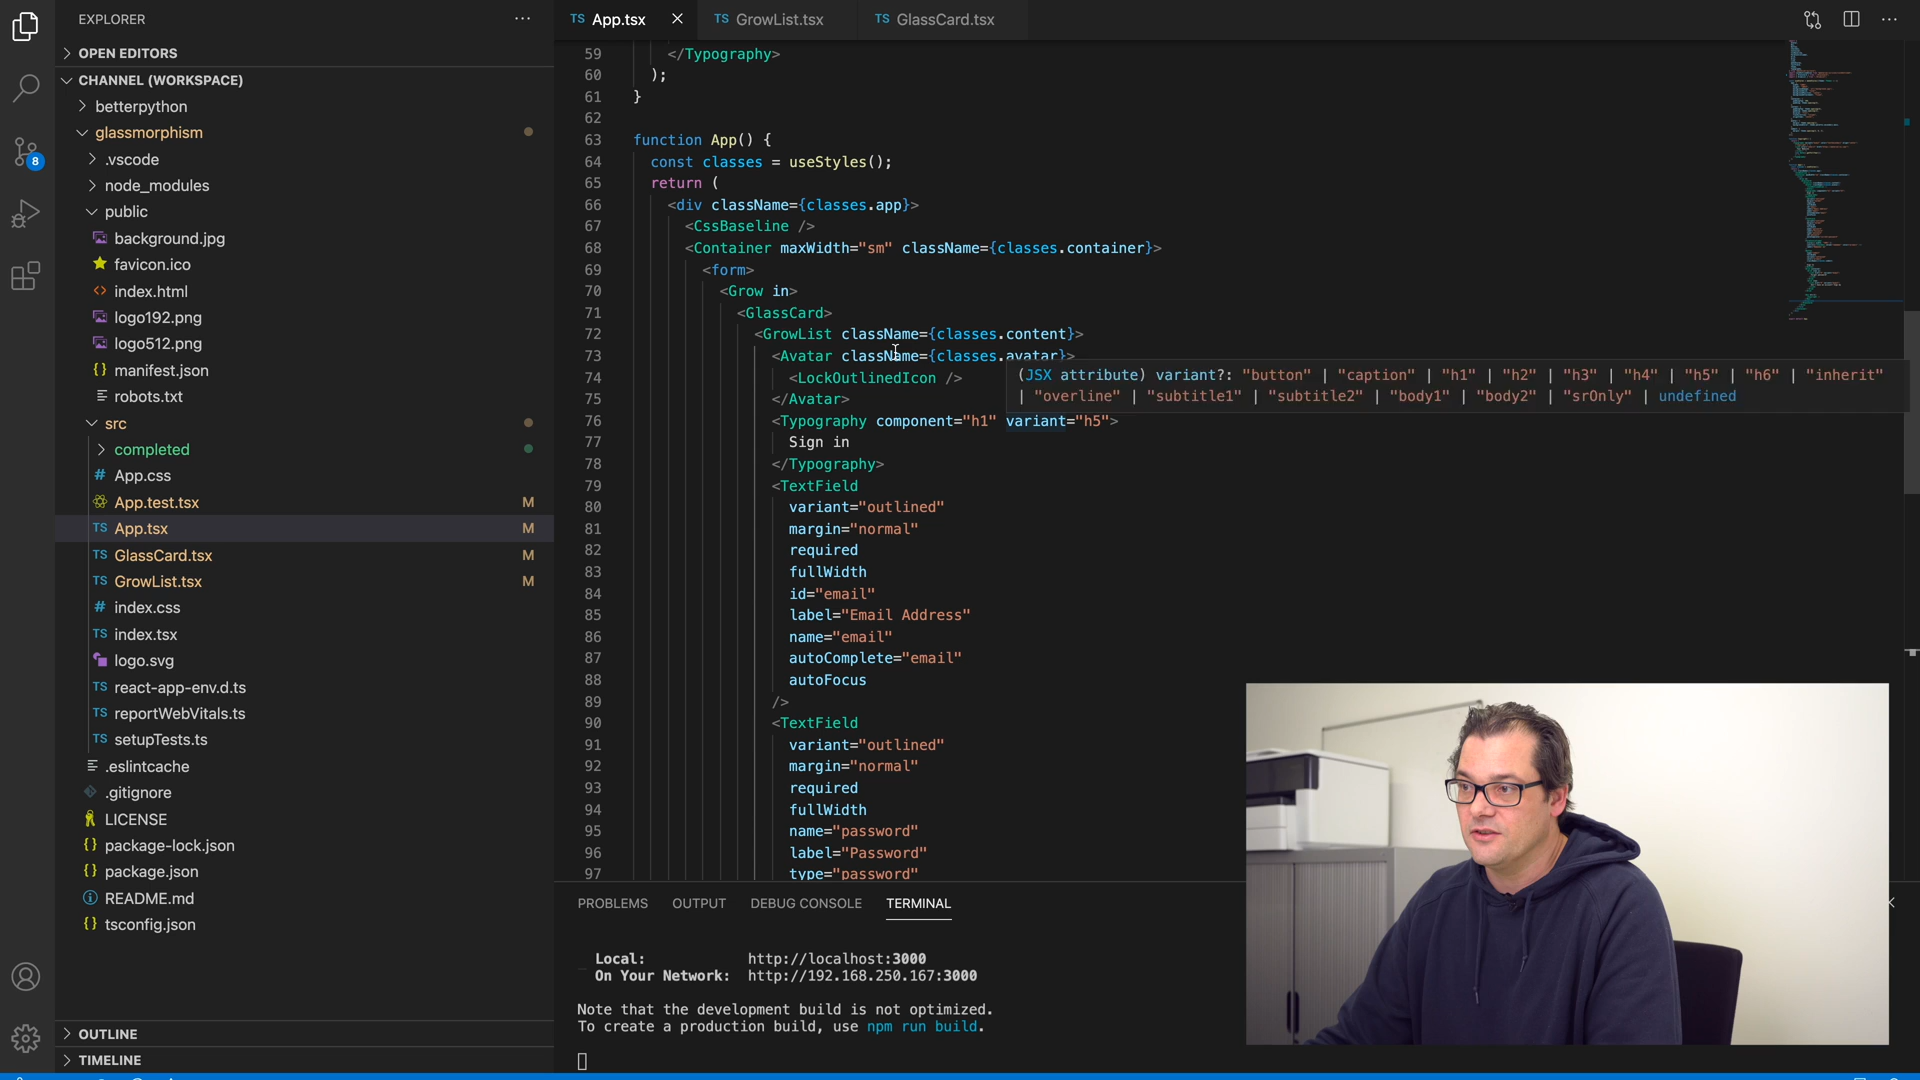 EXPLORER
OPEN EDITORS
CHANNEL (WORKSPACE)
betterpython
glassmorphism
.vscode
node_modules
public
background.jpg
favicon.ico
index.html
logo192.png
logo512.png
manifest.json
robots.txt
src
completed
App.css
App.test.tsx M
App.tsx M
GlassCard.tsx M
GrowList.tsx M
index.css
index.tsx
logo.svg
react-app-env.d.ts
reportWebVitals.ts
setupTests.ts
.eslintcache
.gitignore
LICENSE
package-lock.json
package.json
README.md
tsconfig.json
OUTLINE
TIMELINE
8
TS App.tsx TS GrowList.tsx TS GlassCard.tsx
59 </Typography>
60 );
61 }
62
63 function App() {
64 const classes = useStyles();
65 return (
66 <div className={classes.app}>
67 <CssBaseline />
68 <Container maxWidth="sm" className={classes.container}>
69 <form>
70 <Grow in>
71 <GlassCard>
72 <GrowList className={classes.content}>
73 <Avatar className={classes.avatar}>
74 <LockOutlinedIcon />
75 </Avatar>
76 <Typography component="h1" variant="h5">
77 Sign in
78 </Typography>
79 <TextField
80 variant="outlined"
81 margin="normal"
82 required
83 fullWidth
84 id="email"
85 label="Email Address"
86 name="email"
87 autoComplete="email"
88 autoFocus
89 />
90 <TextField
91 variant="outlined"
92 margin="normal"
93 required
94 fullWidth
95 name="password"
96 label="Password"
97 type="password"
(JSX attribute) variant?: "button" | "caption" | "h1" | "h2" | "h3" | "h4" | "h5" | "h6" | "inherit"
| "overline" | "subtitle1" | "subtitle2" | "body1" | "body2" | "srOnly" | undefined
PROBLEMS OUTPUT DEBUG CONSOLE TERMINAL
Local: http://localhost:3000
On Your Network: http://192.168.250.167:3000
Note that the development build is not optimized.
To create a production build, use npm run build.